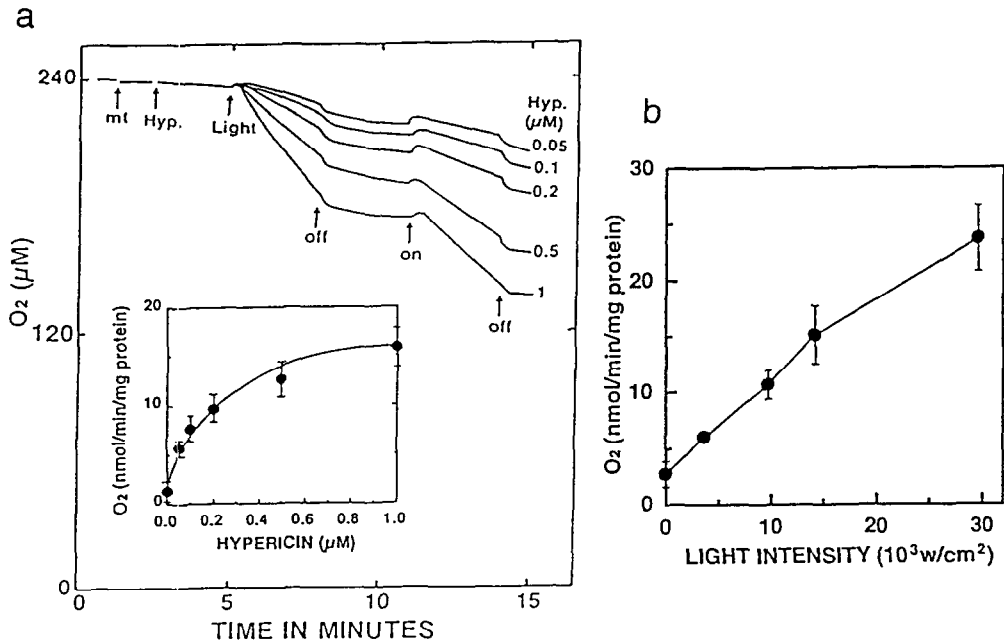 a
240
120
0
O₂ (µM)
mt
Hyp.
Light
off
on
off
Hyp.
(µM)
0.05
0.1
0.2
0.5
1
0
5
10
15
TIME IN MINUTES
20
10
0
O₂ (nmol/min/mg protein)
0.0 0.2 0.4 0.6 0.8 1.0
HYPERICIN (µM)
b
30
20
10
0
O₂ (nmol/min/mg protein)
0 10 20 30
LIGHT INTENSITY (10³w/cm²)